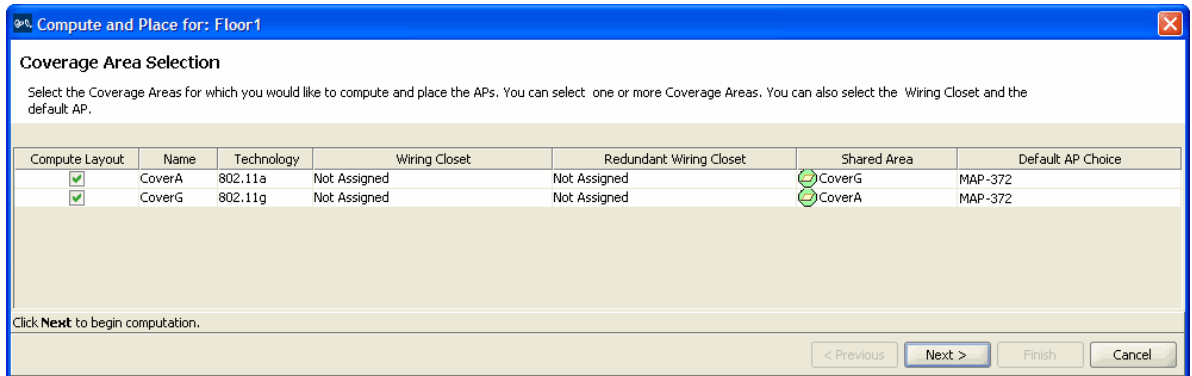 Compute and Place for: Floor1
Coverage Area Selection
Select the Coverage Areas for which you would like to compute and place the APs. You can select one or more Coverage Areas. You can also select the Wiring Closet and the
default AP.
Compute Layout Name Technology Wiring Closet Redundant Wiring Closet Shared Area Default AP Choice
CoverA 802.11a Not Assigned Not Assigned CoverG MAP-372
CoverG 802.11g Not Assigned Not Assigned CoverA MAP-372
Click Next to begin computation.
< Previous Next > Finish Cancel